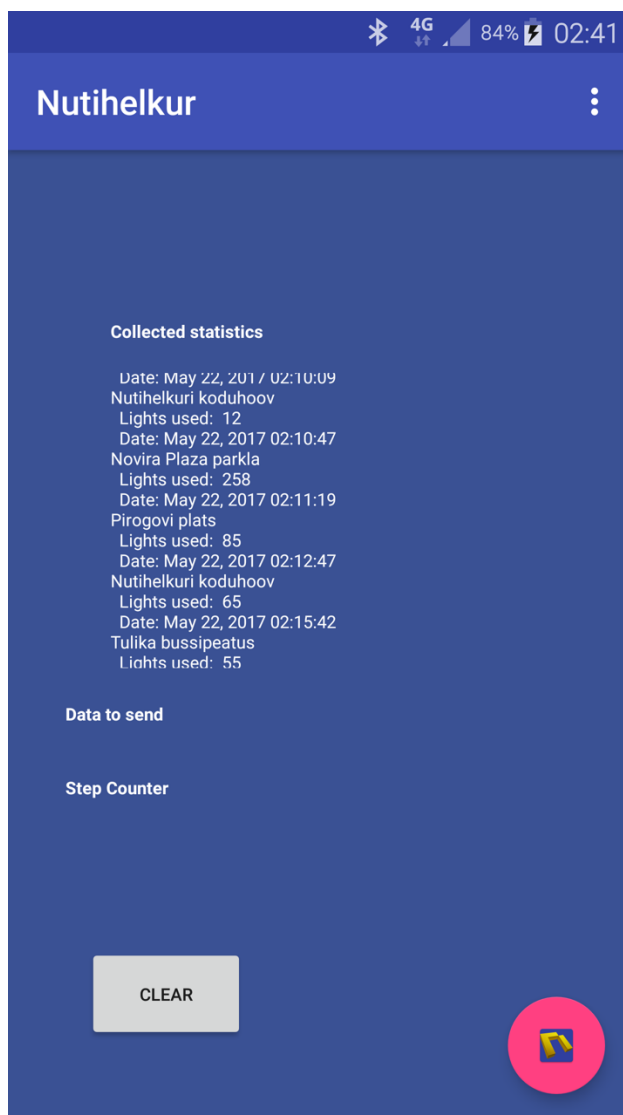 4G 84% 02:41
Nutihelkur
Collected statistics
Date: May 22, 2017 02:10:09
Nutihelkuri koduhoov
Lights used: 12
Date: May 22, 2017 02:10:47
Novira Plaza parkla
Lights used: 258
Date: May 22, 2017 02:11:19
Pirogovi plats
Lights used: 85
Date: May 22, 2017 02:12:47
Nutihelkuri koduhoov
Lights used: 65
Date: May 22, 2017 02:15:42
Tulika bussipeatus
Lights used: 55
Data to send
Step Counter
CLEAR